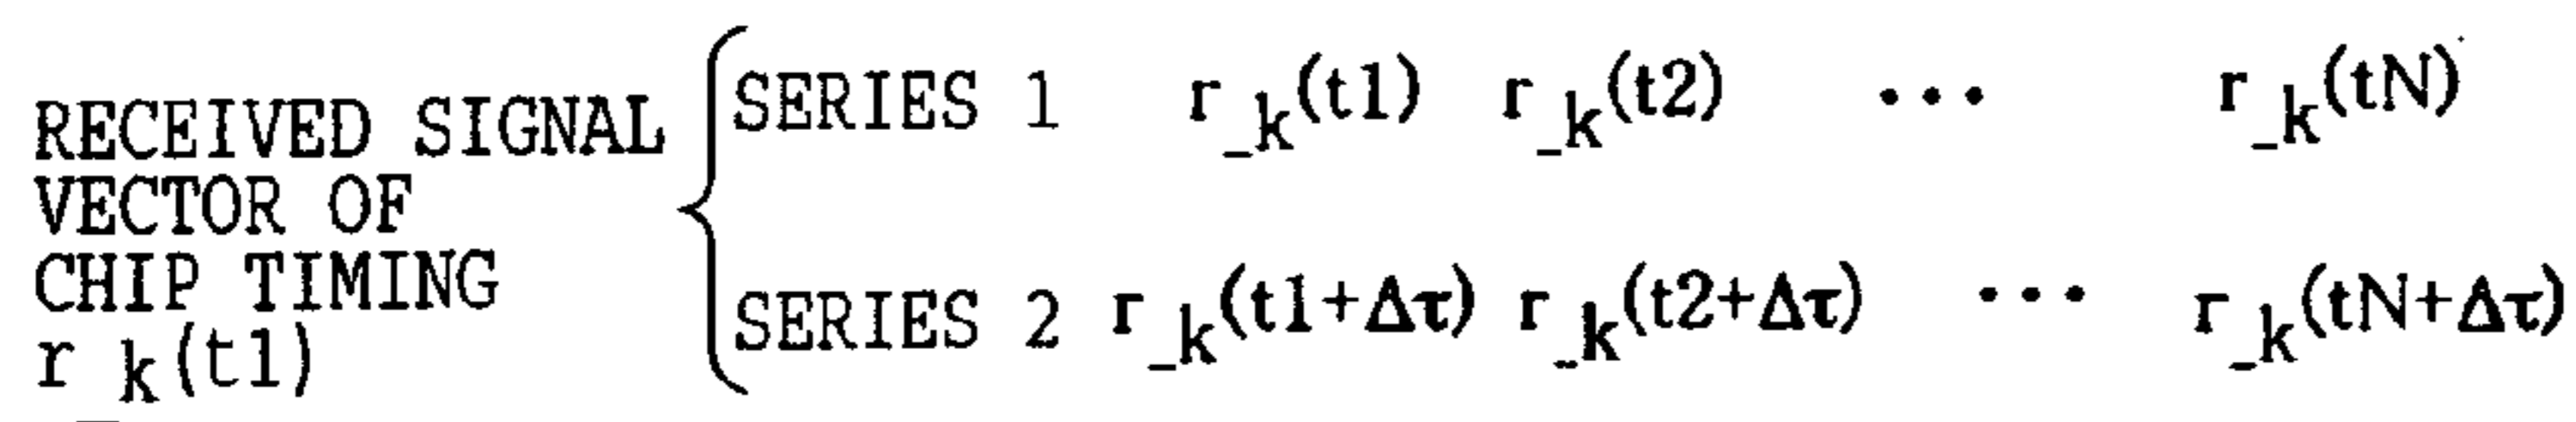 RECEIVED SIGNAL
VECTOR OF
CHIP TIMING
r_k(t1)
SERIES 1 r_k(t1) r_k(t2) ••• r_k(tN)
SERIES 2 r_k(t1+Δτ) r_k(t2+Δτ) ••• r_k(tN+Δτ)